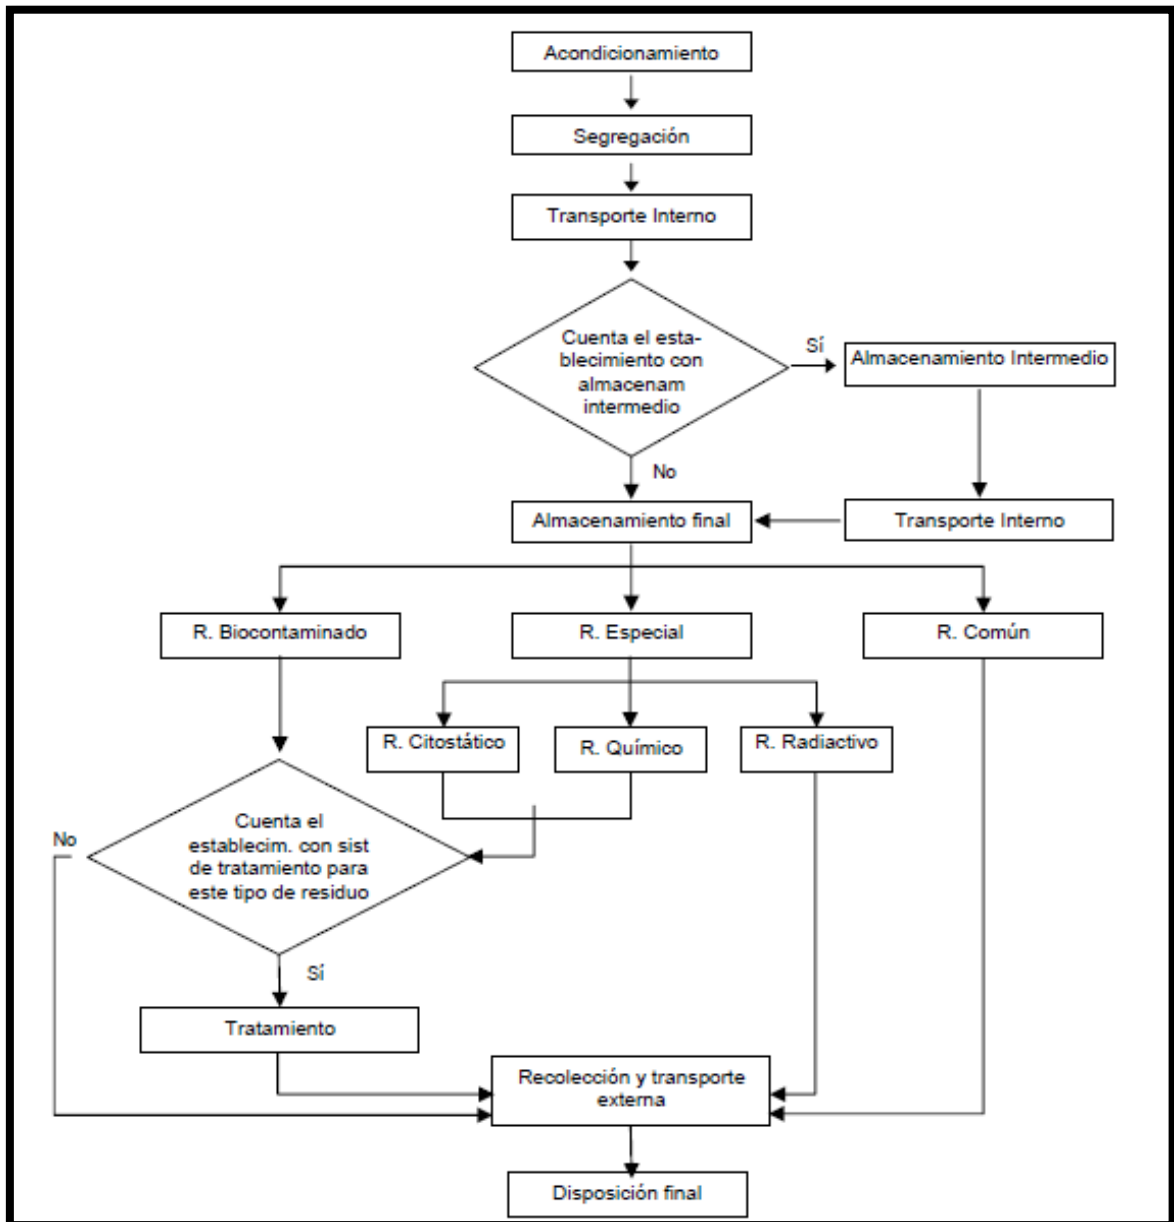 Acondicionamiento
Segregación
Transporte Interno
Cuenta el esta-
blecimiento con
almacenam
intermedio
Sí
Almacenamiento Intermedio
No
Almacenamiento final
Transporte Interno
R. Biocontaminado
R. Especial
R. Común
R. Citostático
R. Químico
R. Radiactivo
No
Cuenta el
establecim. con sist
de tratamiento para
este tipo de residuo
Sí
Tratamiento
Recolección y transporte
externa
Disposición final